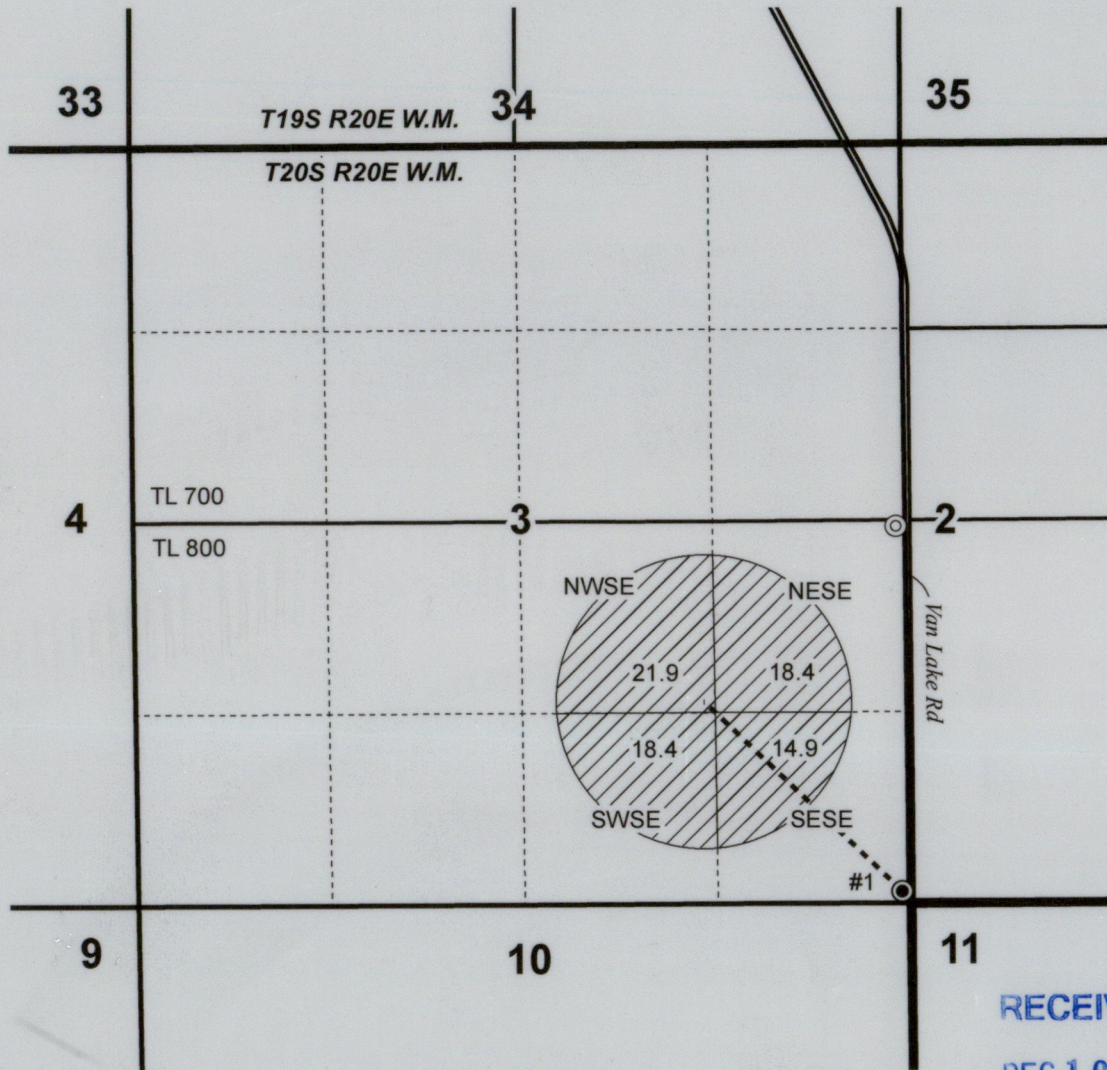 33
34
35
T19S R20E W.M.
T20S R20E W.M.
TL 700
4
3
2
TL 800
NWSE
NESE
Van Lake Rd
21.9
18.4
18.4
14.9
SWSE
SESE
#1
9
10
11
RECEIV